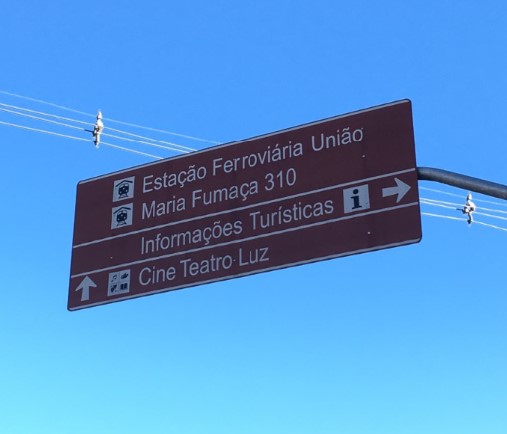 Estação Ferroviária União
Maria Fumaça 310
Informações Turísticas i
Cine Teatro Luz